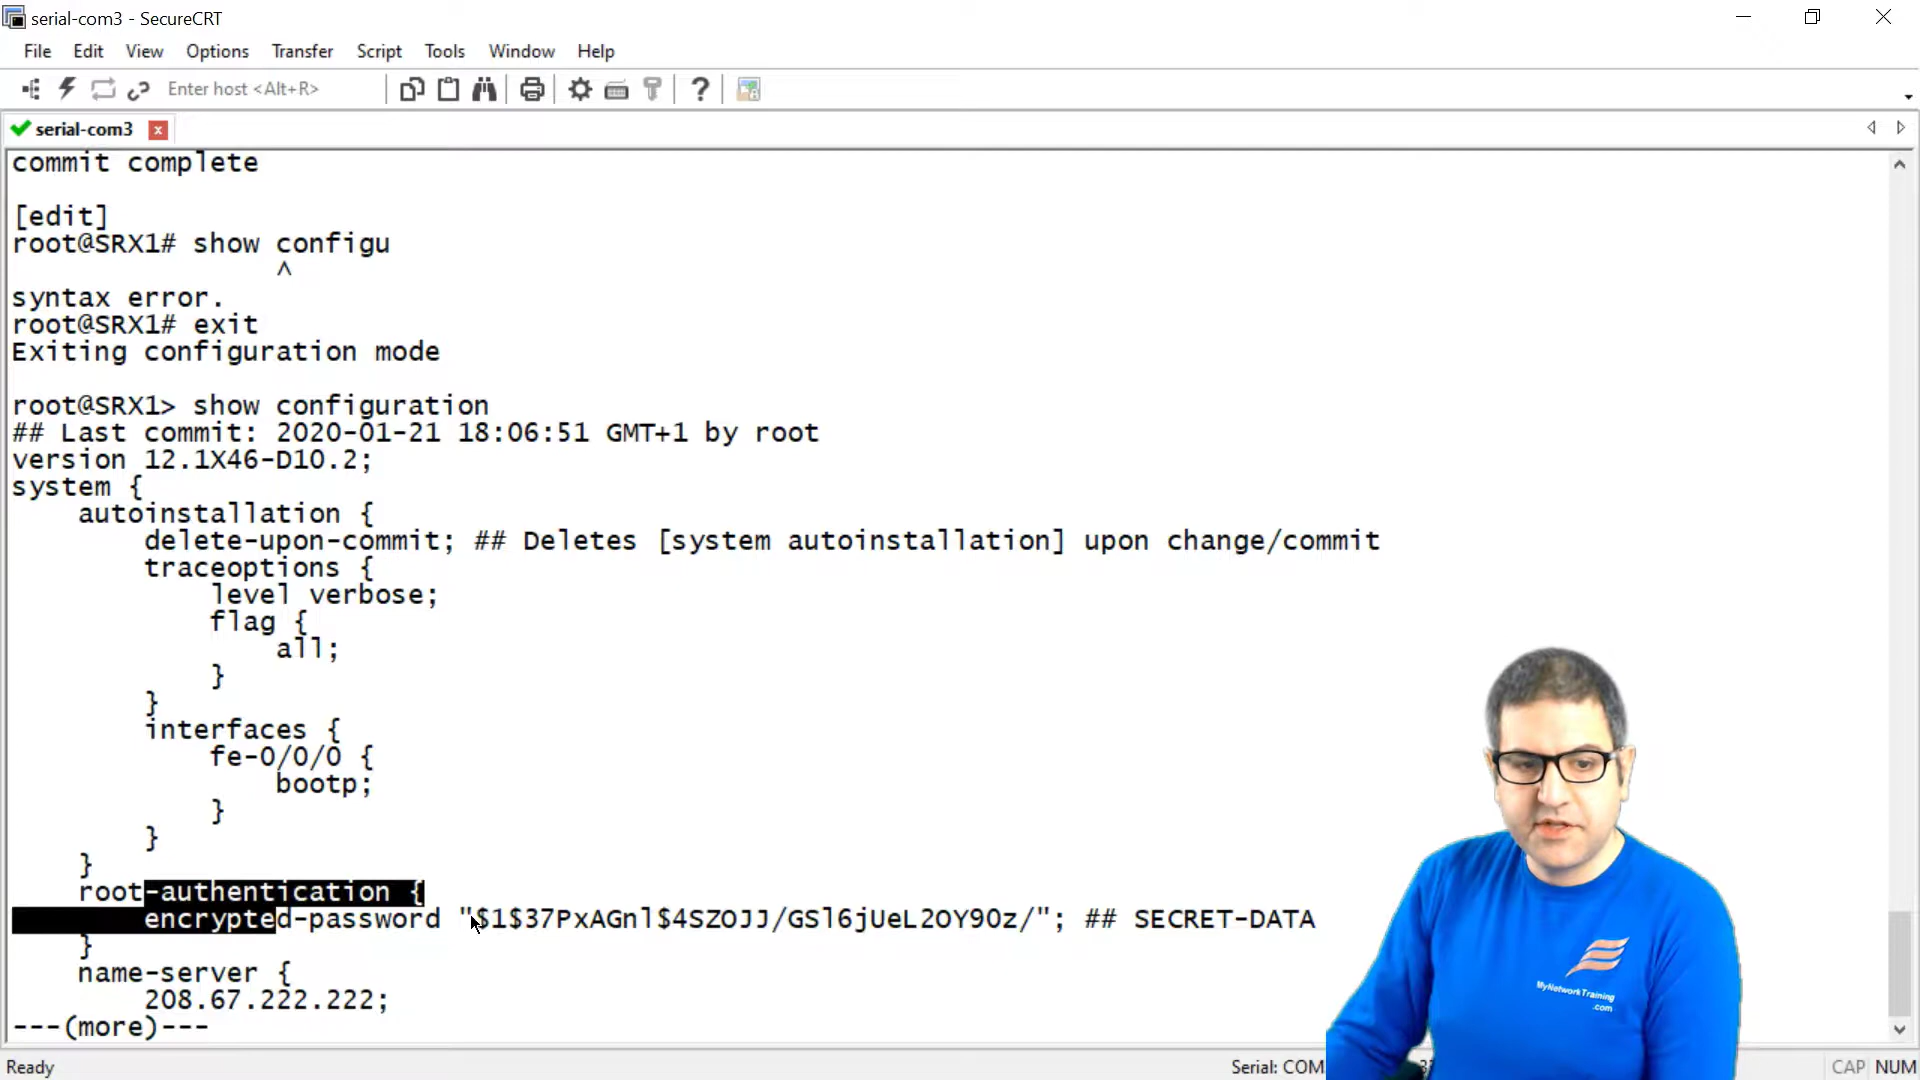 serial-com3 - SecureCRT
File Edit View Options Transfer Script Tools Window Help
Enter host <Alt+R>
serial-com3
commit complete
[edit]
root@SRX1# show configu
^
syntax error.
root@SRX1# exit
Exiting configuration mode
root@SRX1> show configuration
## Last commit: 2020-01-21 18:06:51 GMT+1 by root
version 12.1X46-D10.2;
system {
autoinstallation {
delete-upon-commit; ## Deletes [system autoinstallation] upon change/commit
traceoptions {
level verbose;
flag {
all;
}
}
interfaces {
fe-0/0/0 {
bootp;
}
}
}
root-authentication {
encrypted-password "$1$37PxAGnl$4SZOJJ/GSl6jUeL2OY90z/"; ## SECRET-DATA
}
name-server {
208.67.222.222;
---(more)---
MyNetworkTraining
.com
Ready Serial: COM CAP NUM